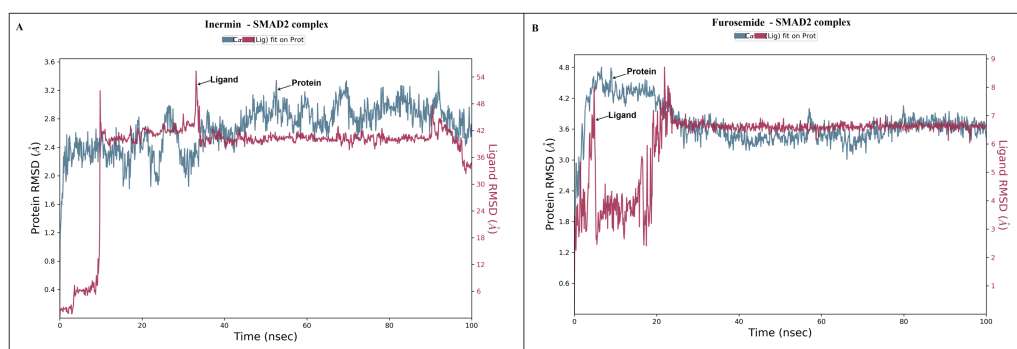 A
Inermin - SMAD2 complex
Cα (Lig) fit on Prot
Protein RMSD (Å)
3.6
3.2
2.8
2.4
2.0
1.6
1.2
0.8
0.4
Ligand
Protein
54
48
42
36
30
24
18
12
6
Ligand RMSD (Å)
0 20 40 60 80 100
Time (nsec)
B
Furosemide - SMAD2 complex
Cα (Lig) fit on Prot
Protein RMSD (Å)
4.8
4.2
3.6
3.0
2.4
1.8
1.2
0.6
0.0
Protein
Ligand
9
8
7
6
5
4
3
2
1
Ligand RMSD (Å)
0 20 40 60 80 100
Time (nsec)